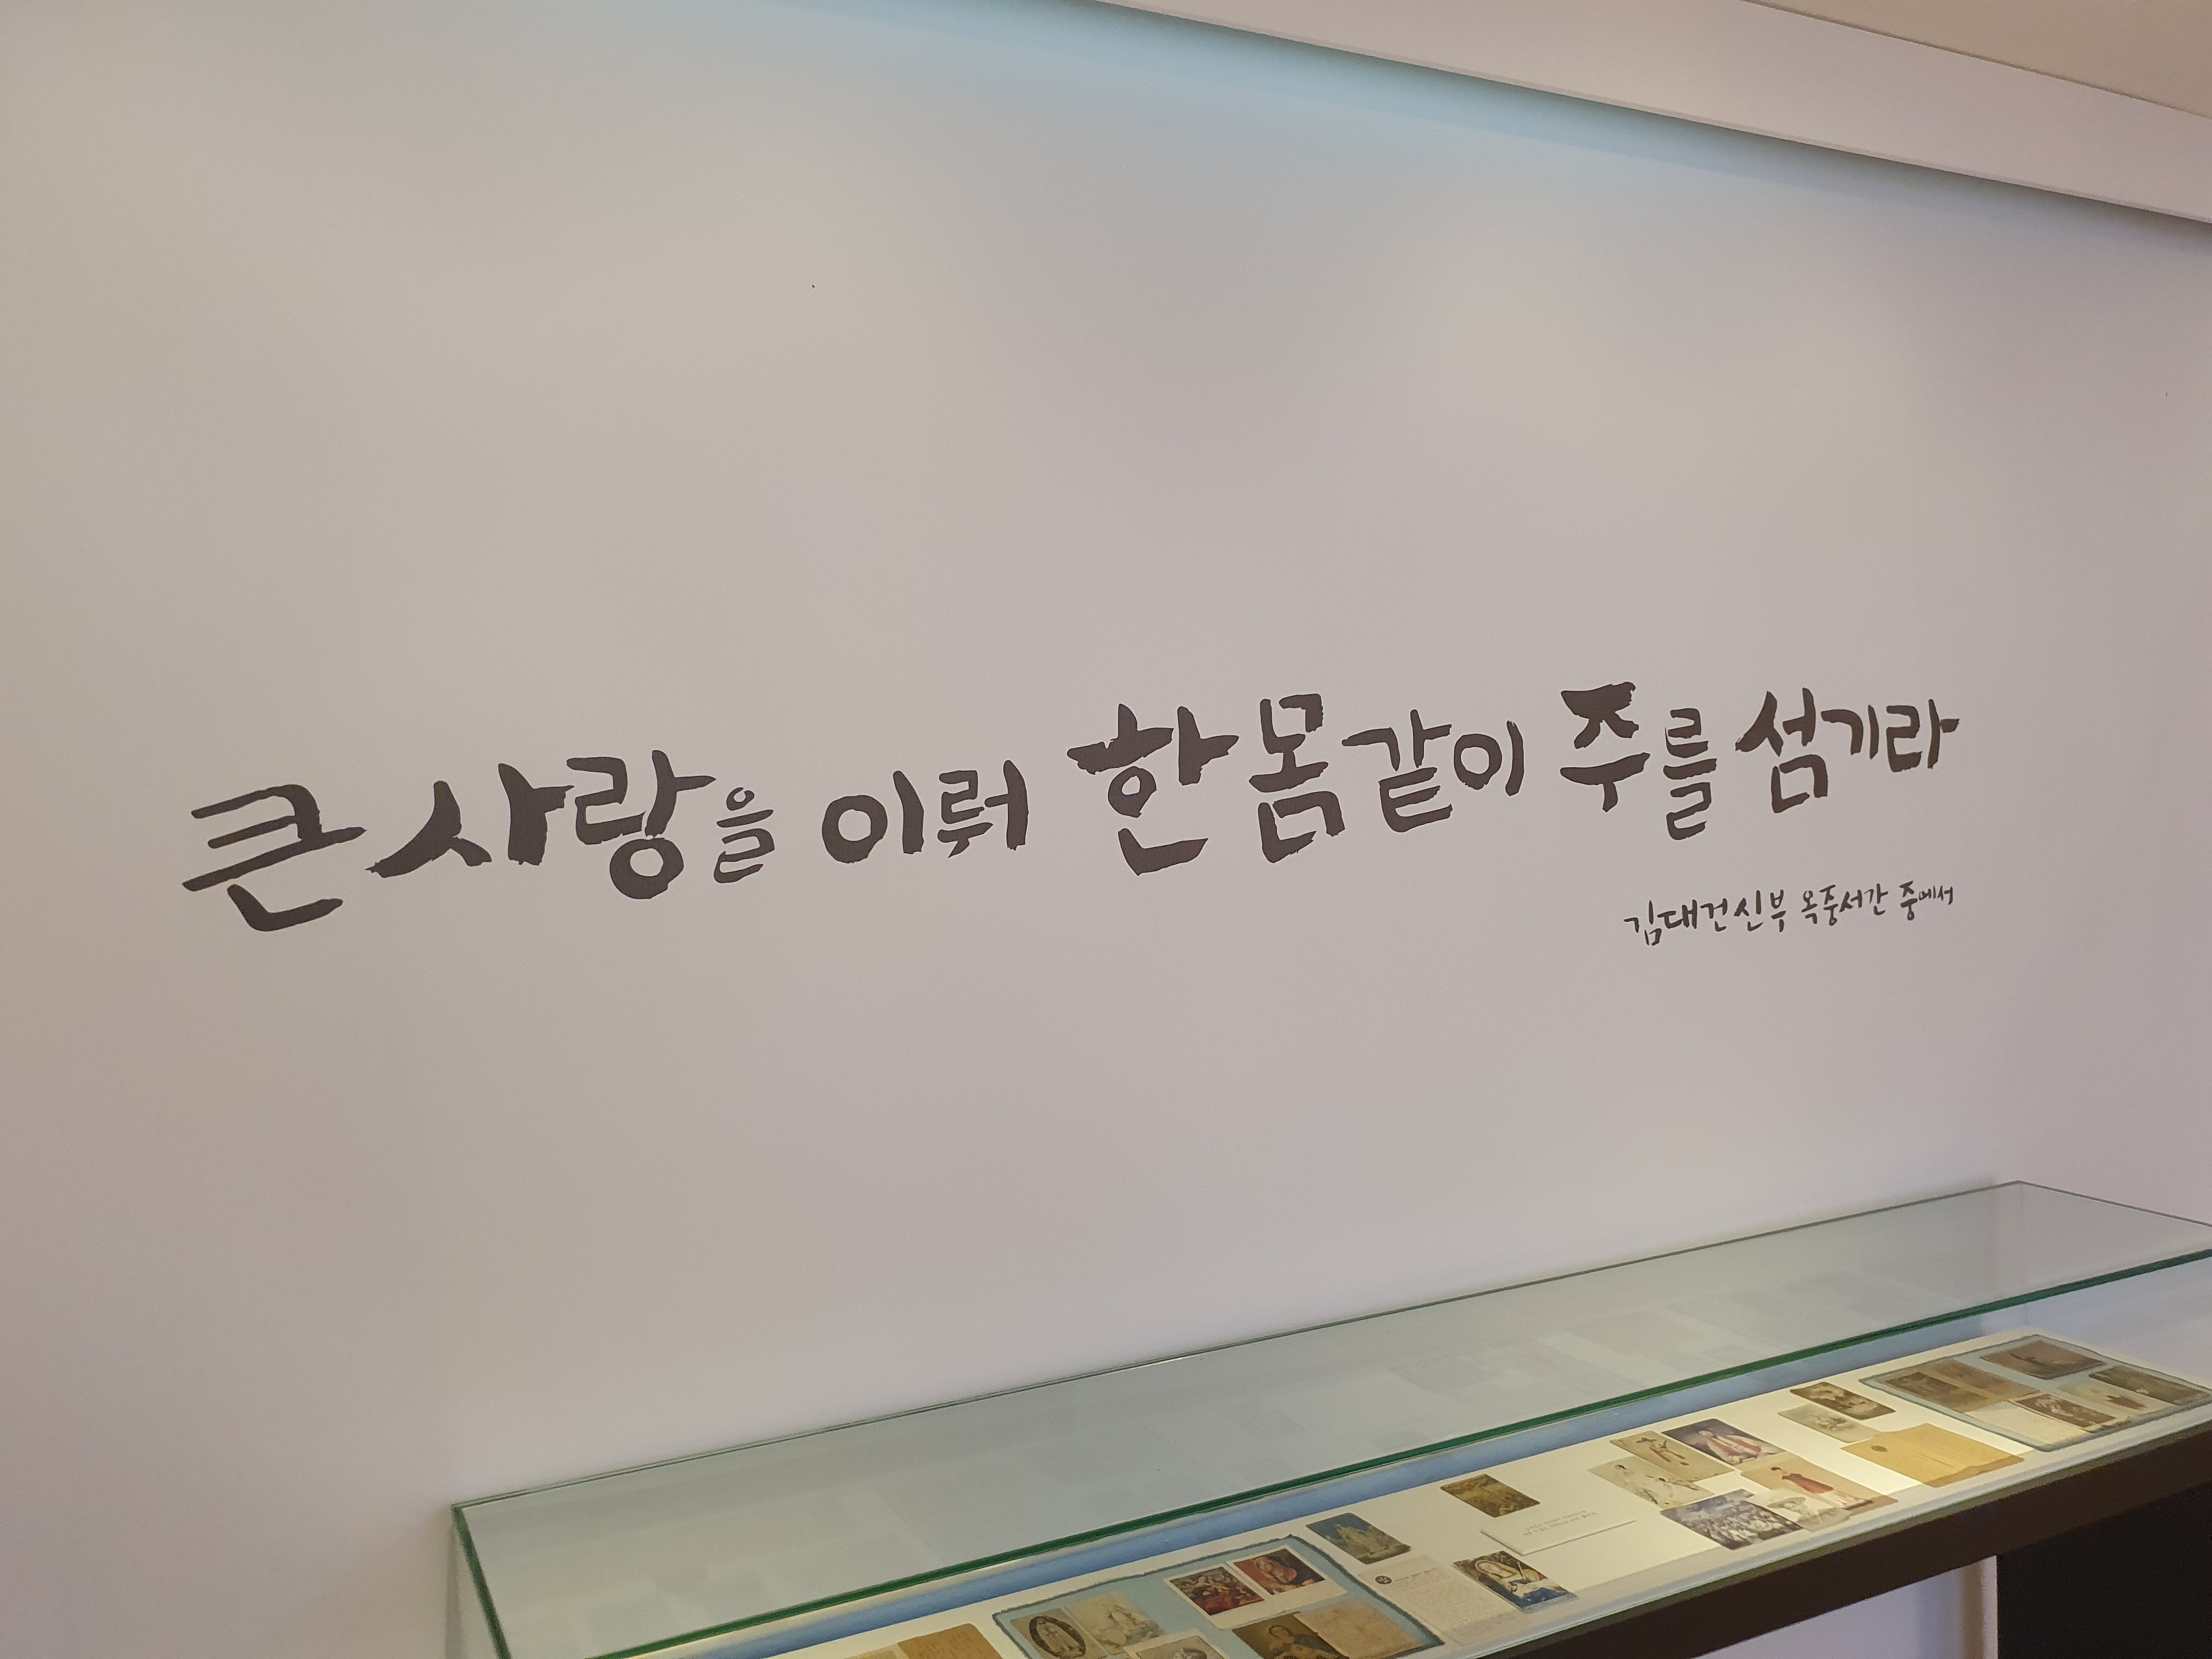 큰 사랑을 이뤄 한몸같이 주를 섬기라
김대건신부 옥중서간 중에서